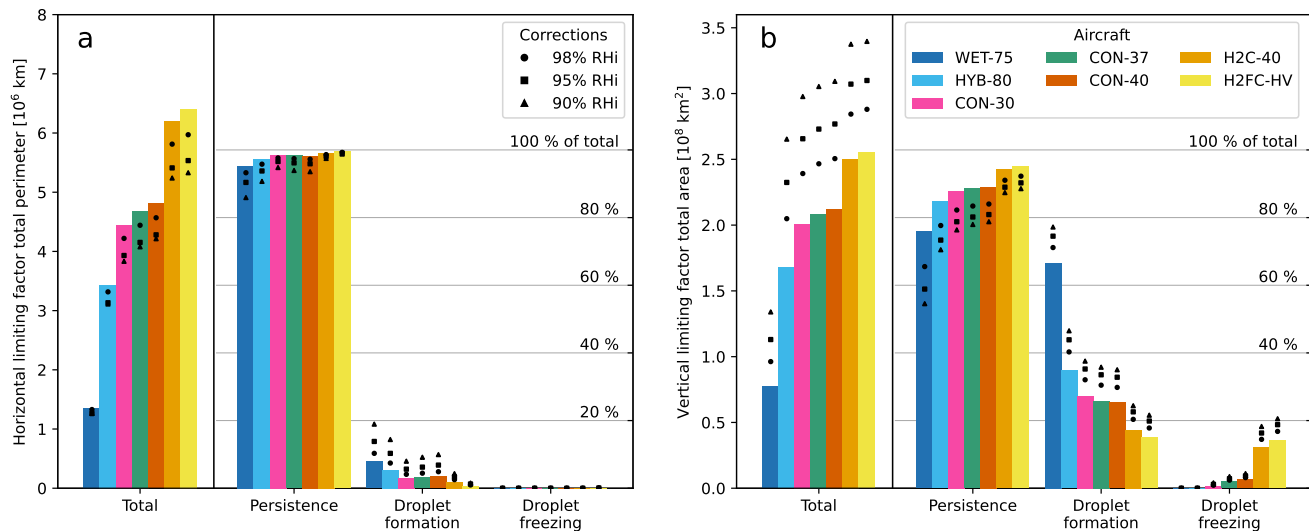 a
Horizontal limiting factor total perimeter [10⁶ km]
8
7
6
5
4
3
2
1
0
Corrections
98% RHi
95% RHi
90% RHi
100 % of total
80 %
60 %
40 %
20 %
Total
Persistence
Droplet
formation
Droplet
freezing
b
Vertical limiting factor total area [10⁸ km²]
3.5
3.0
2.5
2.0
1.5
1.0
0.5
0.0
Aircraft
WET-75
HYB-80
CON-30
CON-37
CON-40
H2C-40
H2FC-HV
100 % of total
80 %
60 %
40 %
20 %
Total
Persistence
Droplet
formation
Droplet
freezing